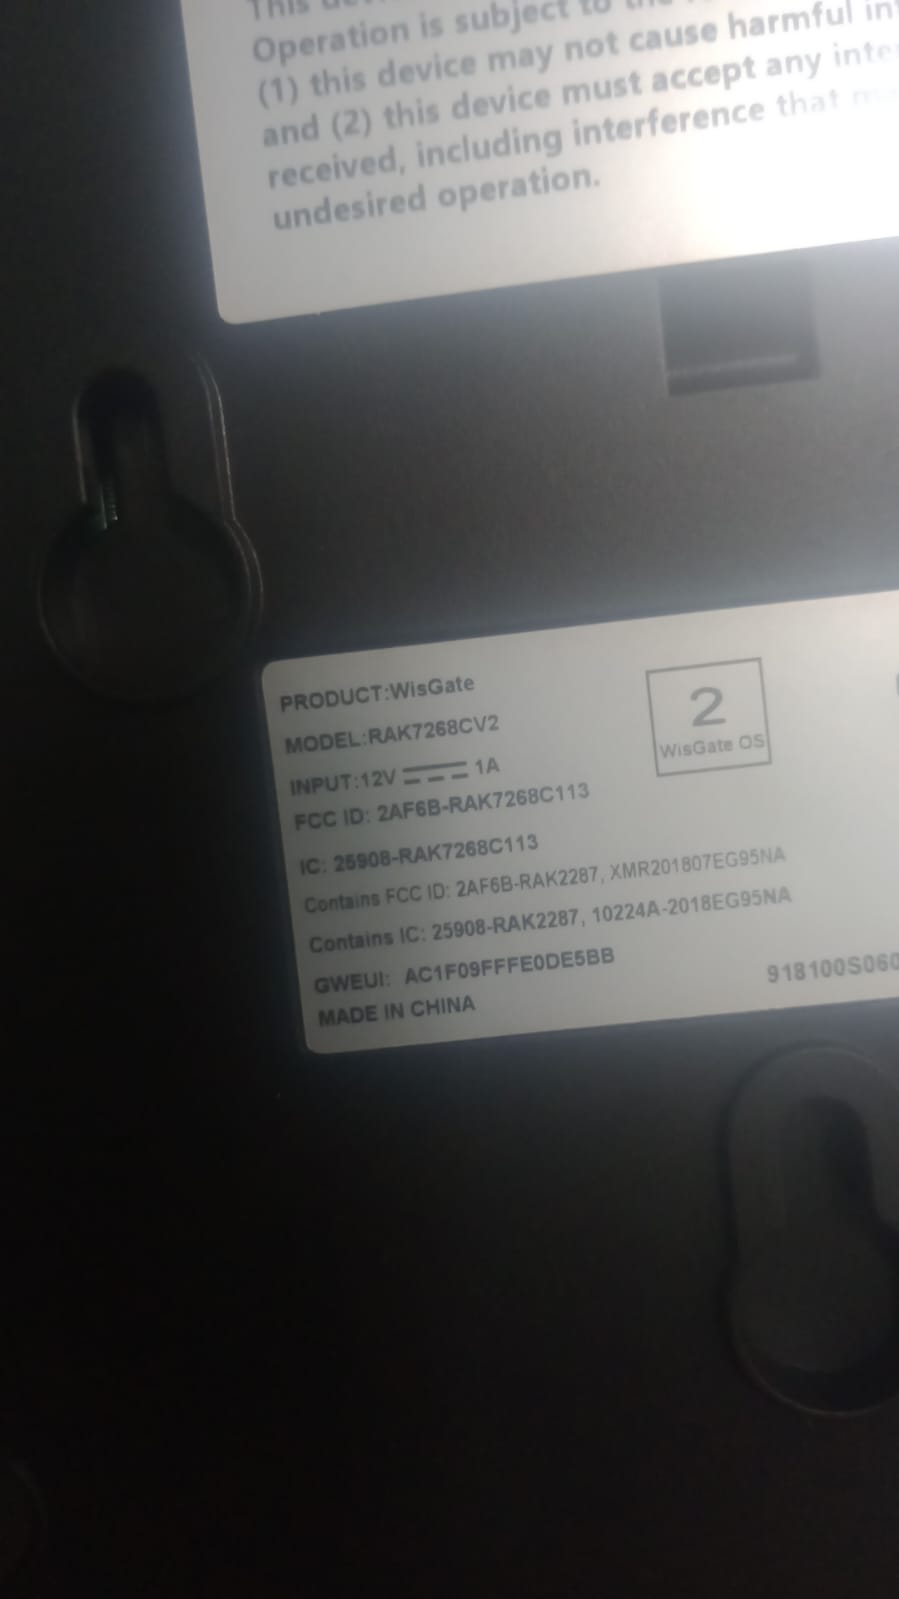 This
Operation is subject to
(1) this device may not cause harmful
and (2) this device must accept any
received, including interference that
undesired operation.
PRODUCT:WisGate
MODEL:RAK7268CV2
INPUT:12V 1A
FCC ID: 2AF6B-RAK7268C113
IC: 25908-RAK7268C113
Contains FCC ID: 2AF6B-RAK2287, XMR201807EG95NA
Contains IC: 25908-RAK2287, 10224A-2018EG95NA
GWEUI: AC1F09FFFE0DE5BB
MADE IN CHINA
2
WisGate OS
918100S060